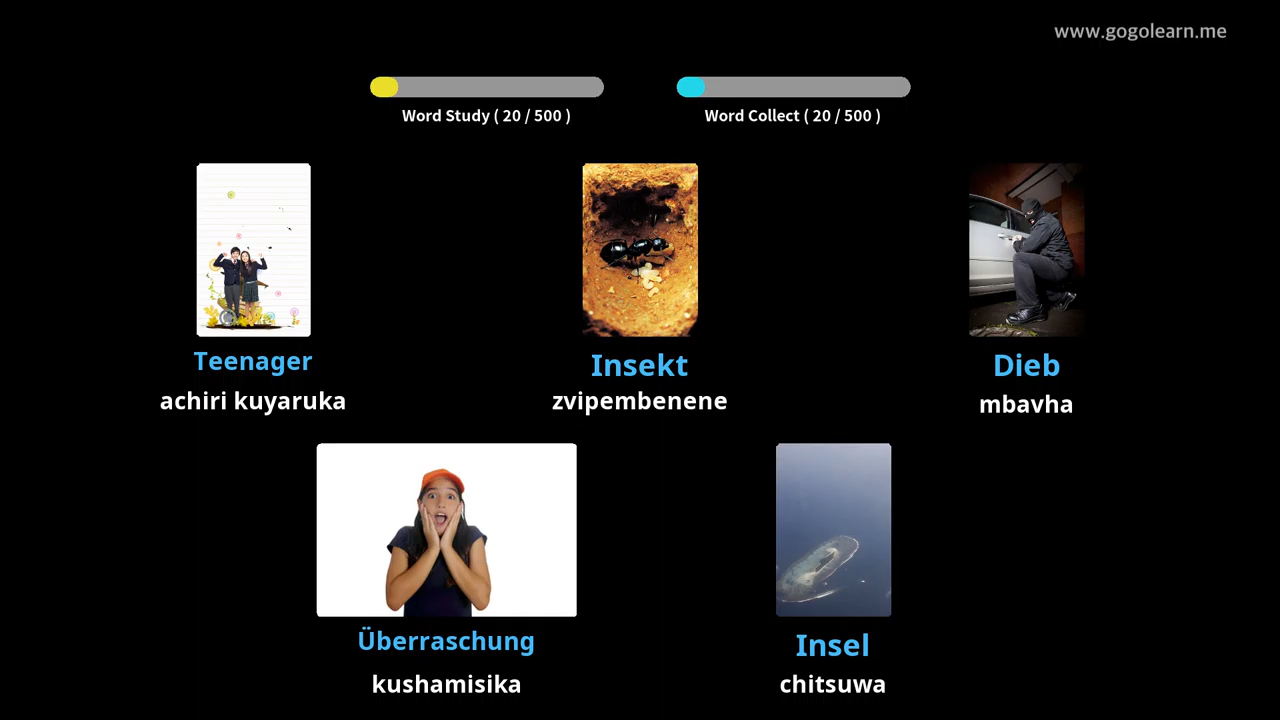 www.gogolearn.me
Word Study ( 20 / 500 )
Word Collect ( 20 / 500 )
Teenager
achiri kuyaruka
Insekt
zvipembenene
Dieb
mbavha
Überraschung
kushamisika
Insel
chitsuwa